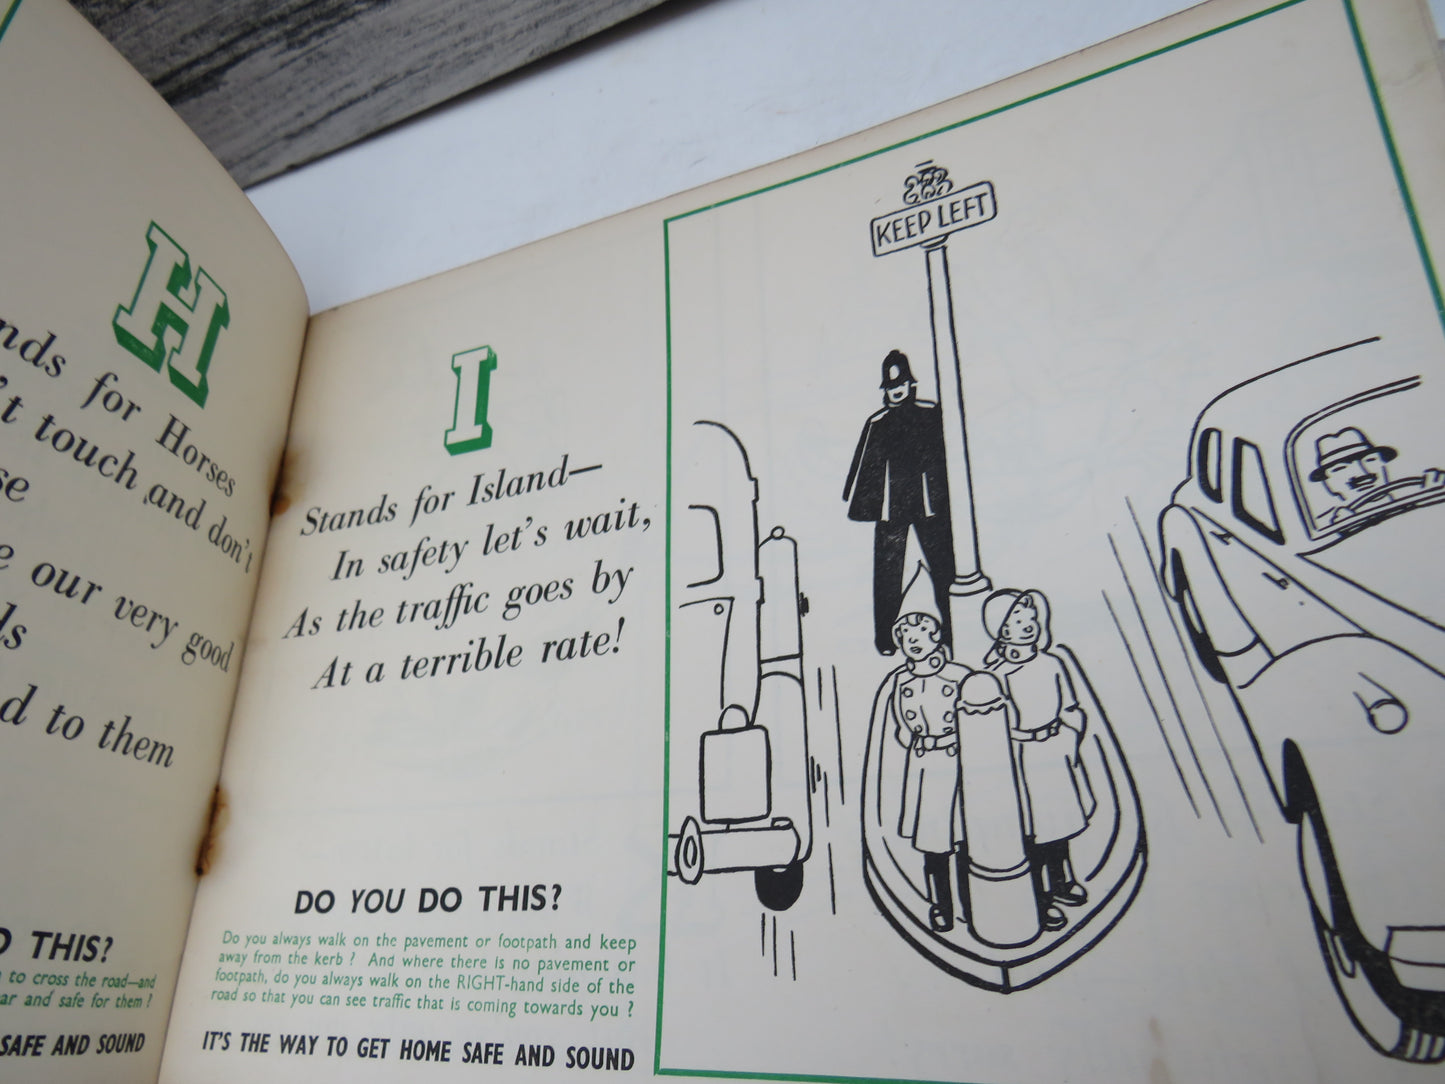 H
for Horses
touch and don't
our very good
to them
THIS?
to cross the road—and
and safe for them?
SAFE AND SOUND
I
Stands for Island—
In safety let's wait,
As the traffic goes by
At a terrible rate!
DO YOU DO THIS?
Do you always walk on the pavement or footpath and keep
away from the kerb? And where there is no pavement or
footpath, do you always walk on the RIGHT-hand side of the
road so that you can see traffic that is coming towards you?
IT'S THE WAY TO GET HOME SAFE AND SOUND
KEEP LEFT